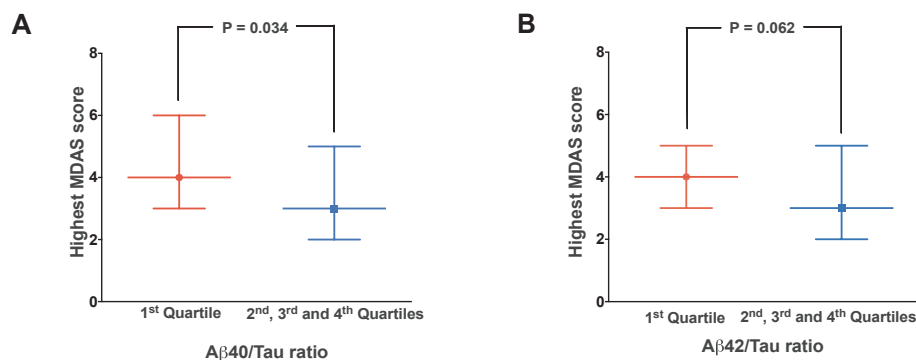 A
P = 0.034
Highest MDAS score
8
6
4
2
0
1st Quartile
2nd, 3rd and 4th Quartiles
Aβ40/Tau ratio
B
P = 0.062
Highest MDAS score
8
6
4
2
0
1st Quartile
2nd, 3rd and 4th Quartiles
Aβ42/Tau ratio